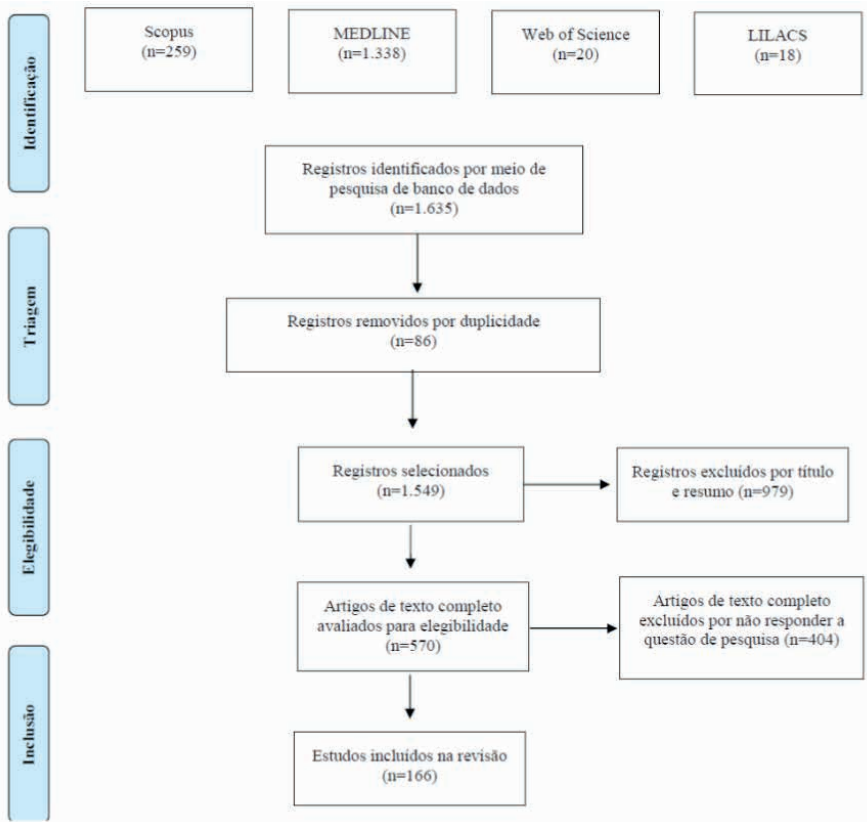 Identificação
Scopus
(n=259)
MEDLINE
(n=1.338)
Web of Science
(n=20)
LILACS
(n=18)
Registros identificados por meio de
pesquisa de banco de dados
(n=1.635)
Triagem
Registros removidos por duplicidade
(n=86)
Elegibilidade
Registros selecionados
(n=1.549)
Registros excluídos por título
e resumo (n=979)
Artigos de texto completo
avaliados para elegibilidade
(n=570)
Artigos de texto completo
excluídos por não responder a
questão de pesquisa (n=404)
Inclusão
Estudos incluídos na revisão
(n=166)